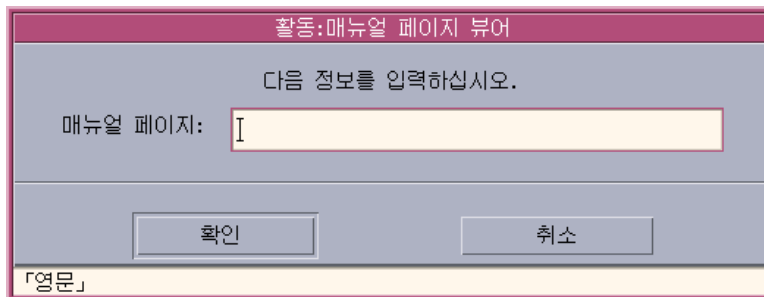 활동:매뉴얼 페이지 뷰어
다음 정보를 입력하십시오.
매뉴얼 페이지:
확인
취소
「영문」